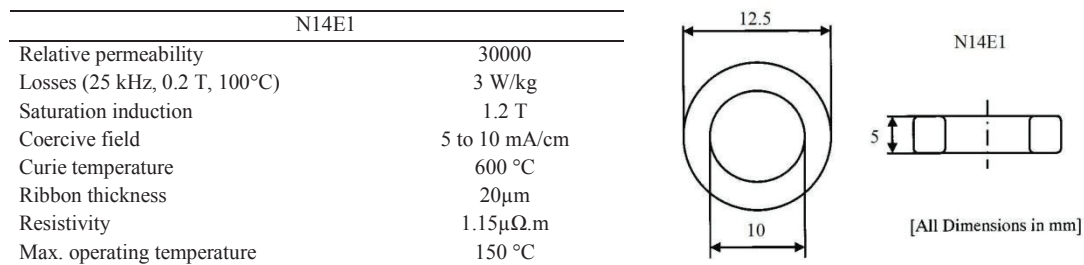 N14E1
Relative permeability 30000
Losses (25 kHz, 0.2 T, 100°C) 3 W/kg
Saturation induction 1.2 T
Coercive field 5 to 10 mA/cm
Curie temperature 600 °C
Ribbon thickness 20µm
Resistivity 1.15µΩ.m
Max. operating temperature 150 °C
12.5
10
N14E1
5
[All Dimensions in mm]